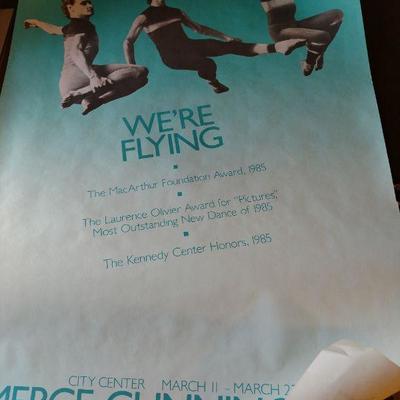 WE'RE
FLYING
The MacArthur Foundation Award, 1985
The Laurence Olivier Award for "Pictures,"
Most Outstanding New Dance of 1985
The Kennedy Center Honors, 1985
CITY CENTER MARCH 11 - MARCH